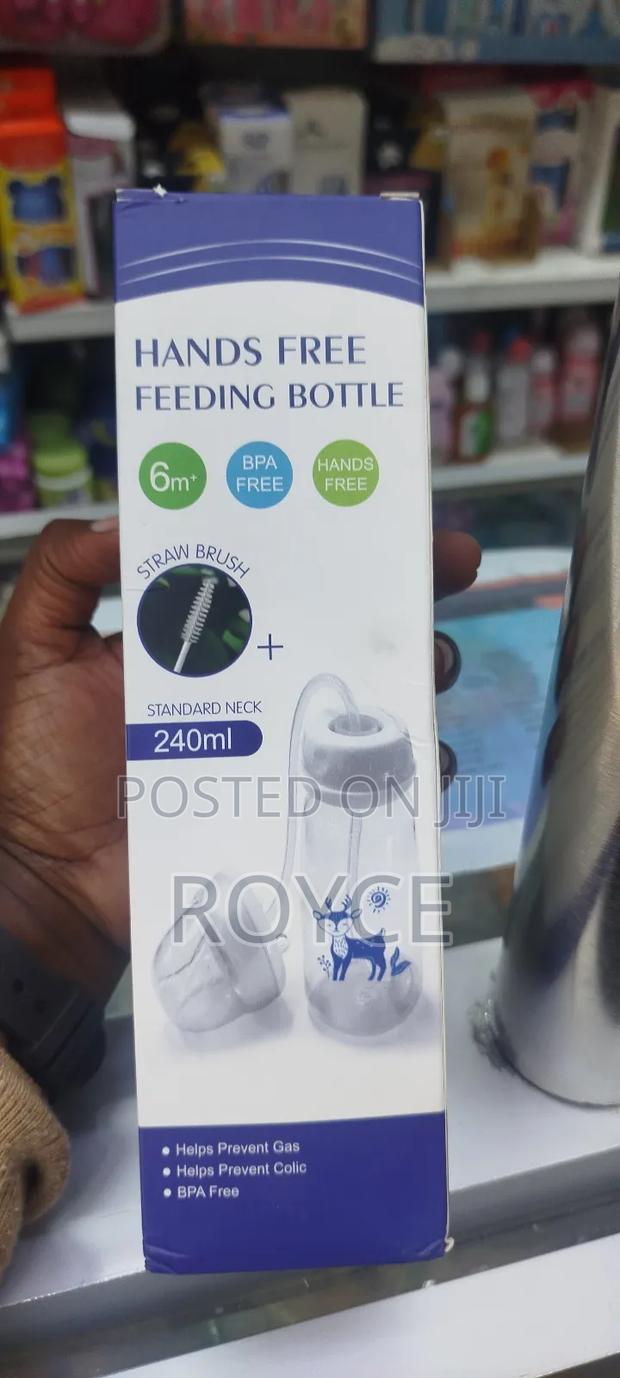 HANDS FREE
FEEDING BOTTLE
6m+
BPA
FREE
HANDS
FREE
STRAW BRUSH
+
STANDARD NECK
240ml
POSTED ON JIJI
ROYCE
• Helps Prevent Gas
• Helps Prevent Colic
• BPA Free